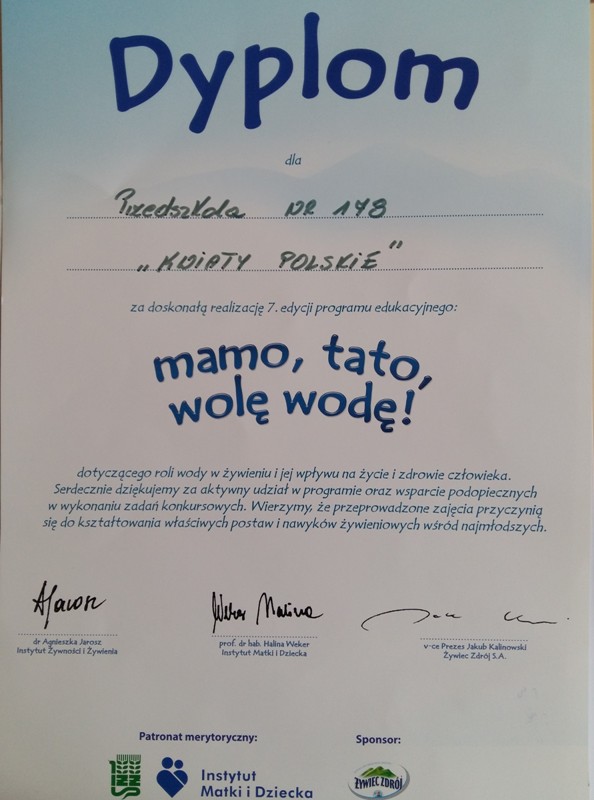 Dyplom
dla
Przedszkola NR 178
„KWIATY POLSKIE"
za doskonałą realizację 7. edycji programu edukacyjnego:
mamo, tato,
wolę wodę!
dotyczącego roli wody w żywieniu i jej wpływu na życie i zdrowie człowieka.
Serdecznie dziękujemy za aktywny udział w programie oraz wsparcie podopiecznych
w wykonaniu zadań konkursowych. Wierzymy, że przeprowadzone zajęcia przyczynią
się do kształtowania właściwych postaw i nawyków żywieniowych wśród najmłodszych.
AJarosz Weker Halina
dr Agnieszka Jarosz prof. dr hab. Halina Weker v-ce Prezes Jakub Kalinowski
Instytut Żywności i Żywienia Instytut Matki i Dziecka Żywiec Zdrój S.A.
Patronat merytoryczny: Sponsor:
Instytut
Matki i Dziecka
ŻYWIEC ZDRÓJ